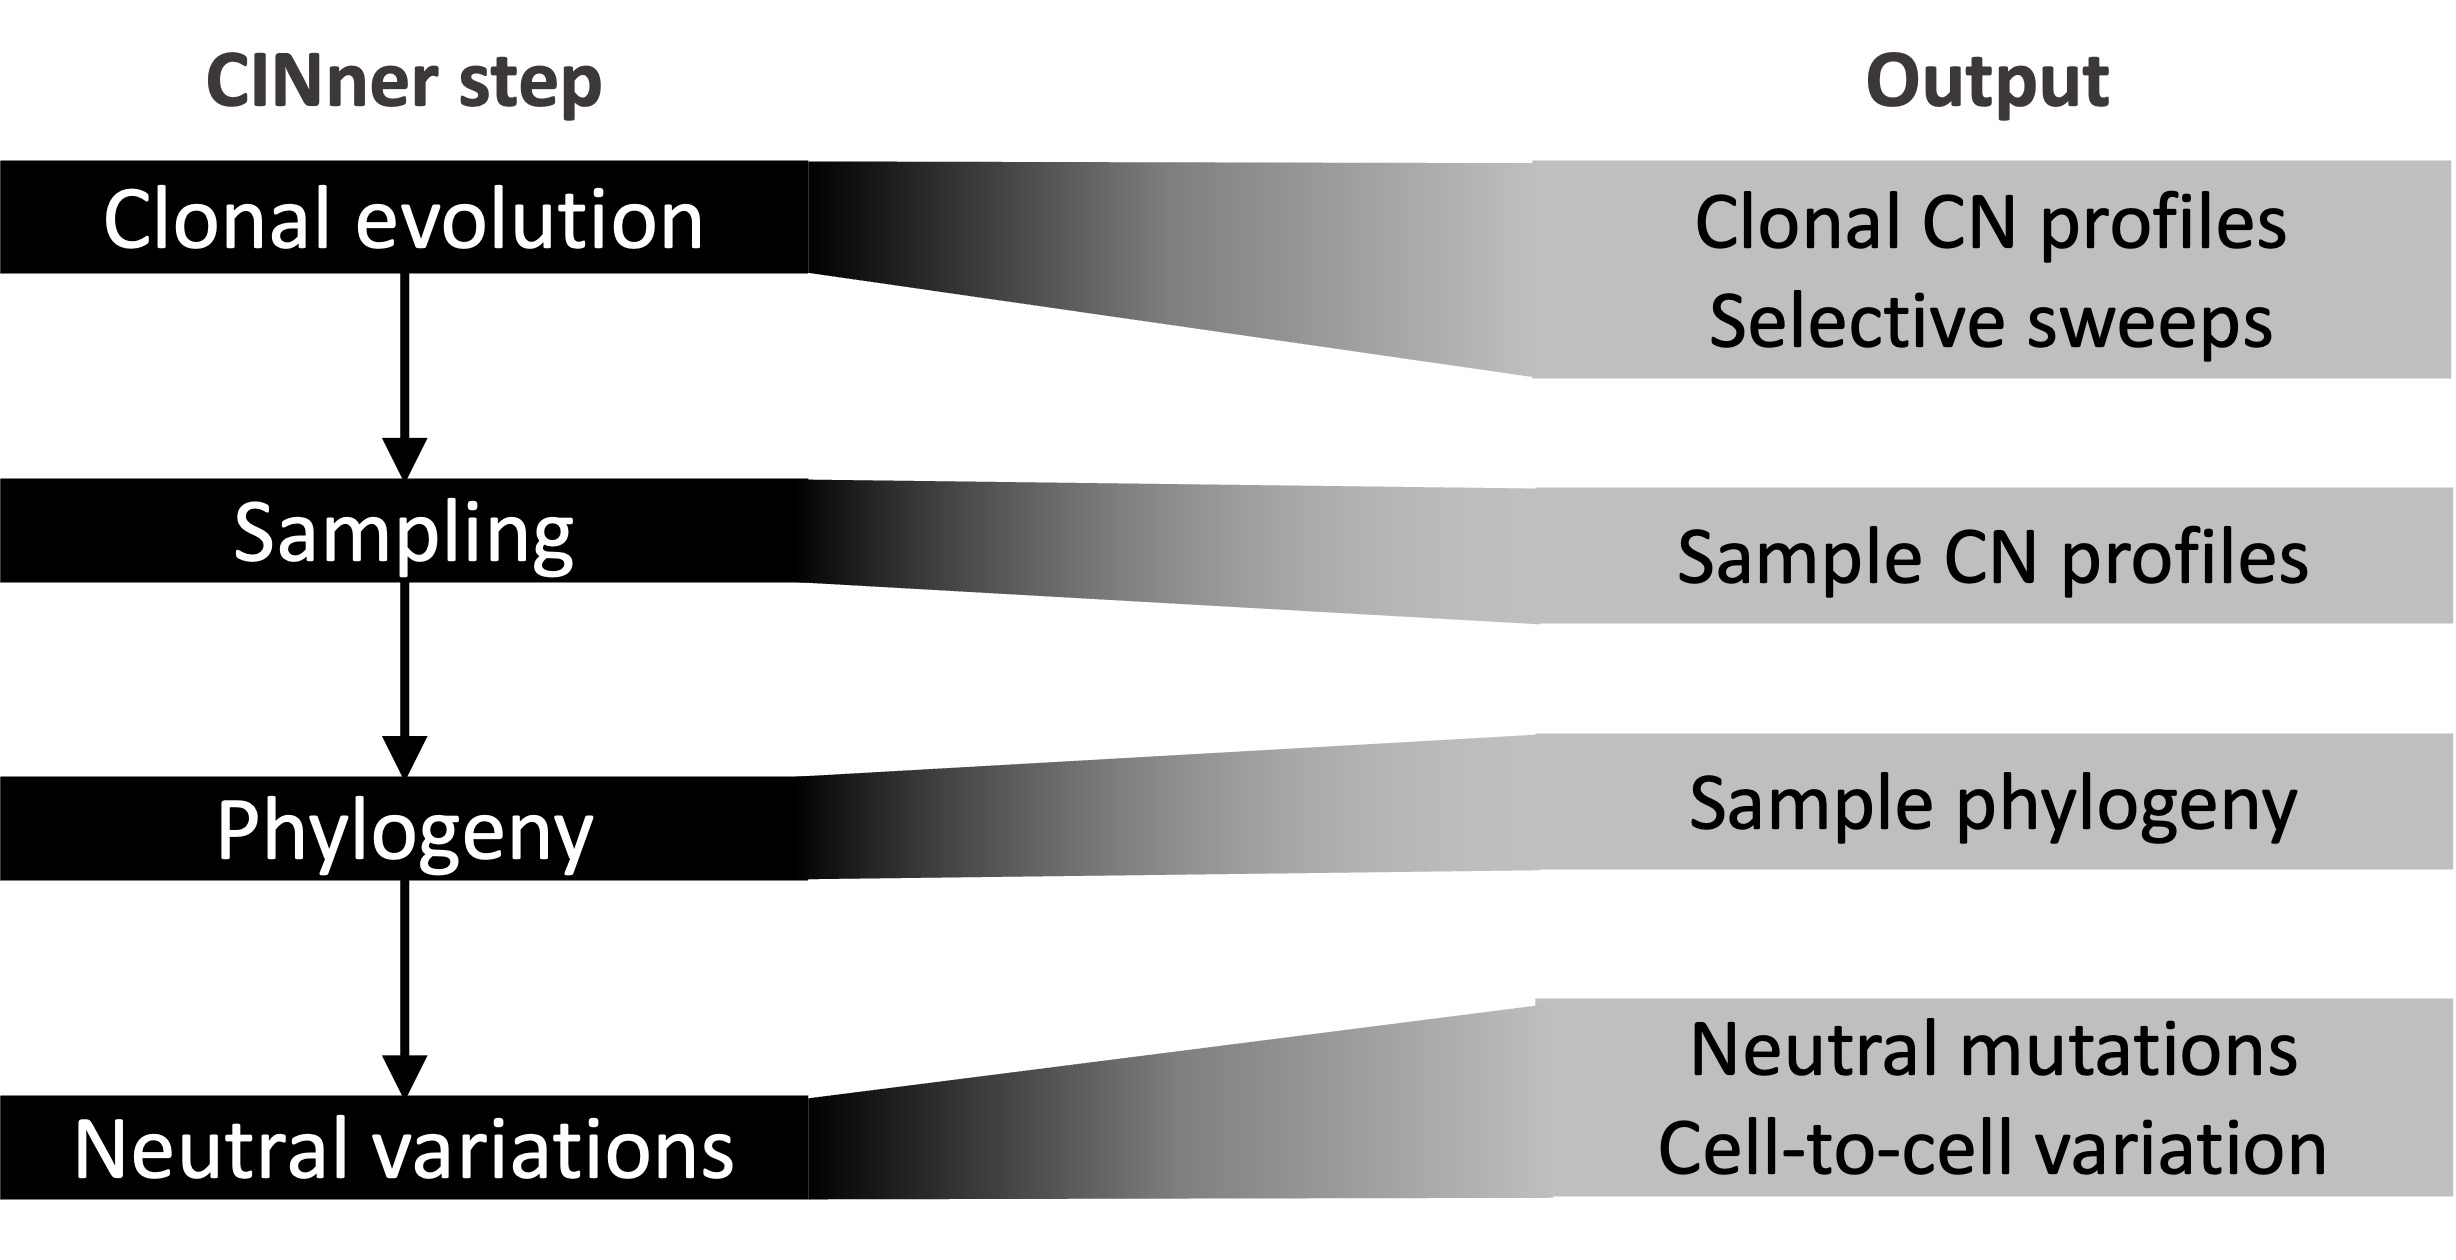 CINner step
Output
Clonal evolution
Clonal CN profiles
Selective sweeps
Sampling
Sample CN profiles
Phylogeny
Sample phylogeny
Neutral variations
Neutral mutations
Cell-to-cell variation